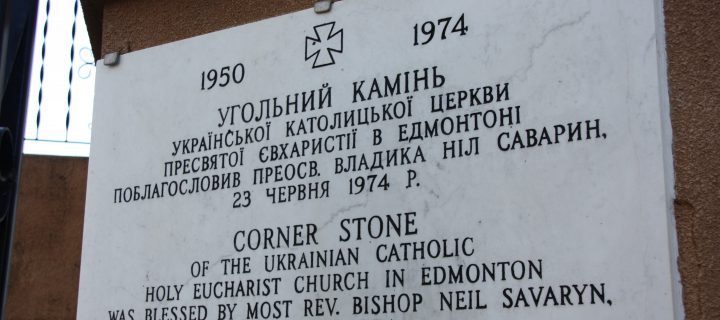 1950 1974
УГОЛЬНИЙ КАМІНЬ
УКРАЇНСЬКОЇ КАТОЛИЦЬКОЇ ЦЕРКВИ
ПРЕСВЯТОЇ ЄВХАРИСТІЇ В ЕДМОНТОНІ
ПОБЛАГОСЛОВИВ ПРЕОСВ. ВЛАДИКА НІЛ САВАРИН,
23 ЧЕРВНЯ 1974 Р.
CORNER STONE
OF THE UKRAINIAN CATHOLIC
HOLY EUCHARIST CHURCH IN EDMONTON
WAS BLESSED BY MOST REV. BISHOP NEIL SAVARYN,